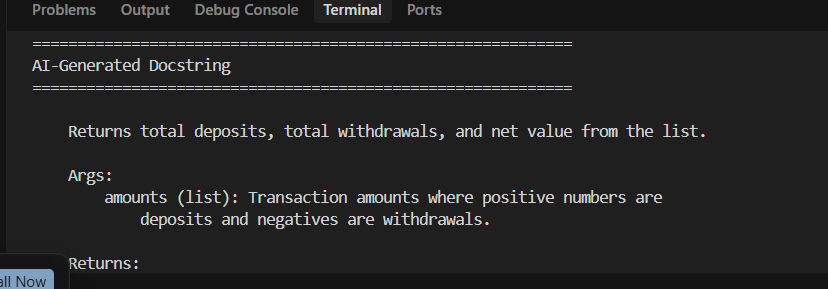 Problems Output Debug Console Terminal Ports
============================================================
AI-Generated Docstring
============================================================
Returns total deposits, total withdrawals, and net value from the list.
Args:
amounts (list): Transaction amounts where positive numbers are
deposits and negatives are withdrawals.
Returns:
Now